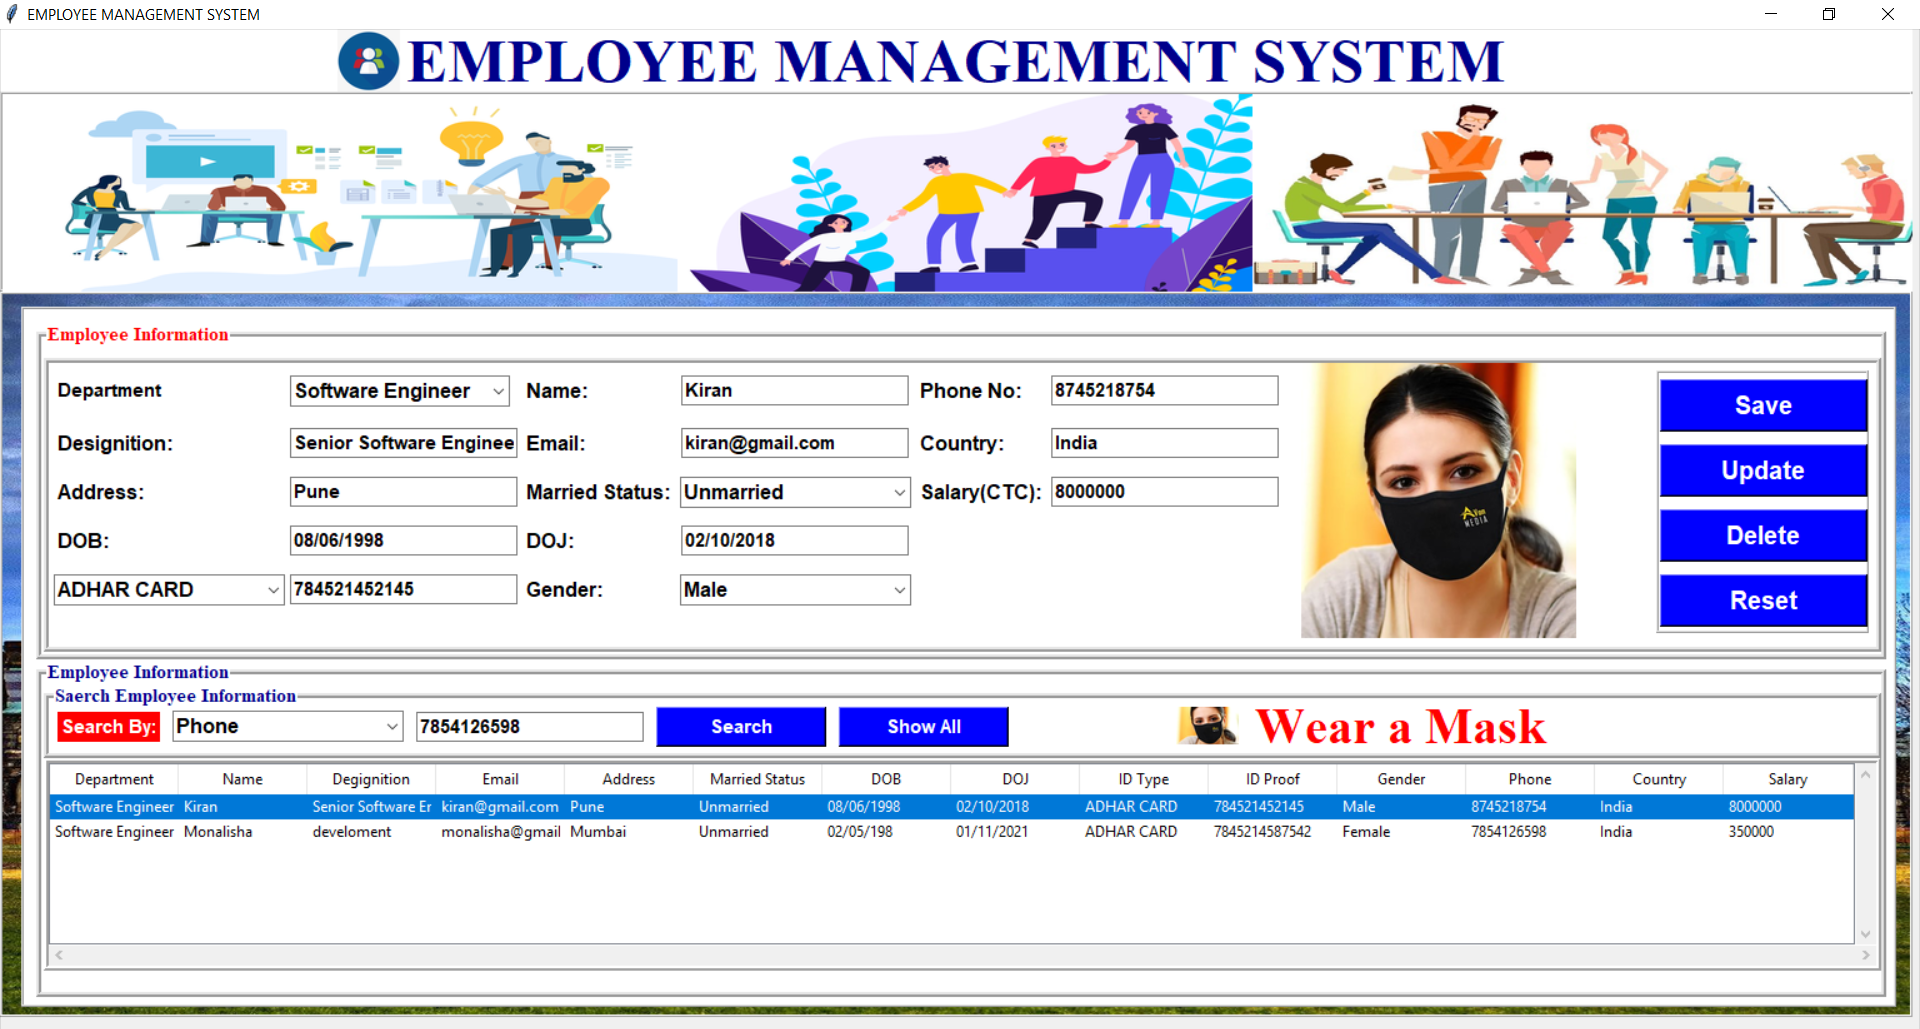 EMPLOYEE MANAGEMENT SYSTEM
EMPLOYEE MANAGEMENT SYSTEM
Employee Information
Department Software Engineer Name: Kiran Phone No: 8745218754
Designition: Senior Software Enginee Email: kiran@gmail.com Country: India
Address: Pune Married Status: Unmarried Salary(CTC): 8000000
DOB: 08/06/1998 DOJ: 02/10/2018
ADHAR CARD 784521452145 Gender: Male
MEDIA
Save
Update
Delete
Reset
Employee Information
Saerch Employee Information
Search By: Phone 7854126598 Search Show All Wear a Mask
Department Name Degignition Email Address Married Status DOB DOJ ID Type ID Proof Gender Phone Country Salary
Software Engineer Kiran Senior Software Er kiran@gmail.com Pune Unmarried 08/06/1998 02/10/2018 ADHAR CARD 784521452145 Male 8745218754 India 8000000
Software Engineer Monalisha develoment monalisha@gmail Mumbai Unmarried 02/05/198 01/11/2021 ADHAR CARD 7845214587542 Female 7854126598 India 350000